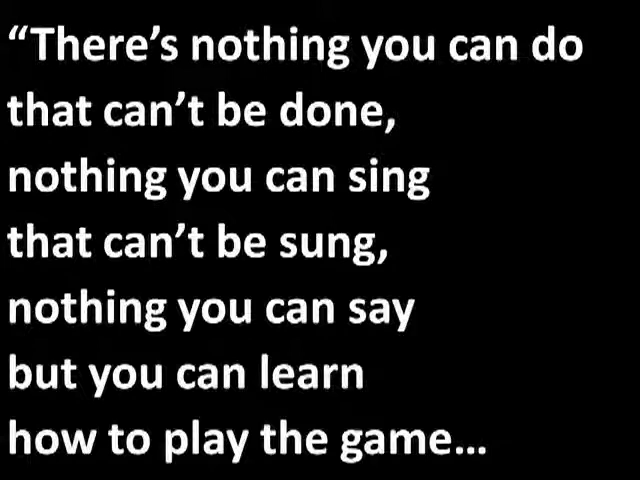 “There’s nothing you can do
that can’t be done,
nothing you can sing
that can’t be sung,
nothing you can say
but you can learn
how to play the game…